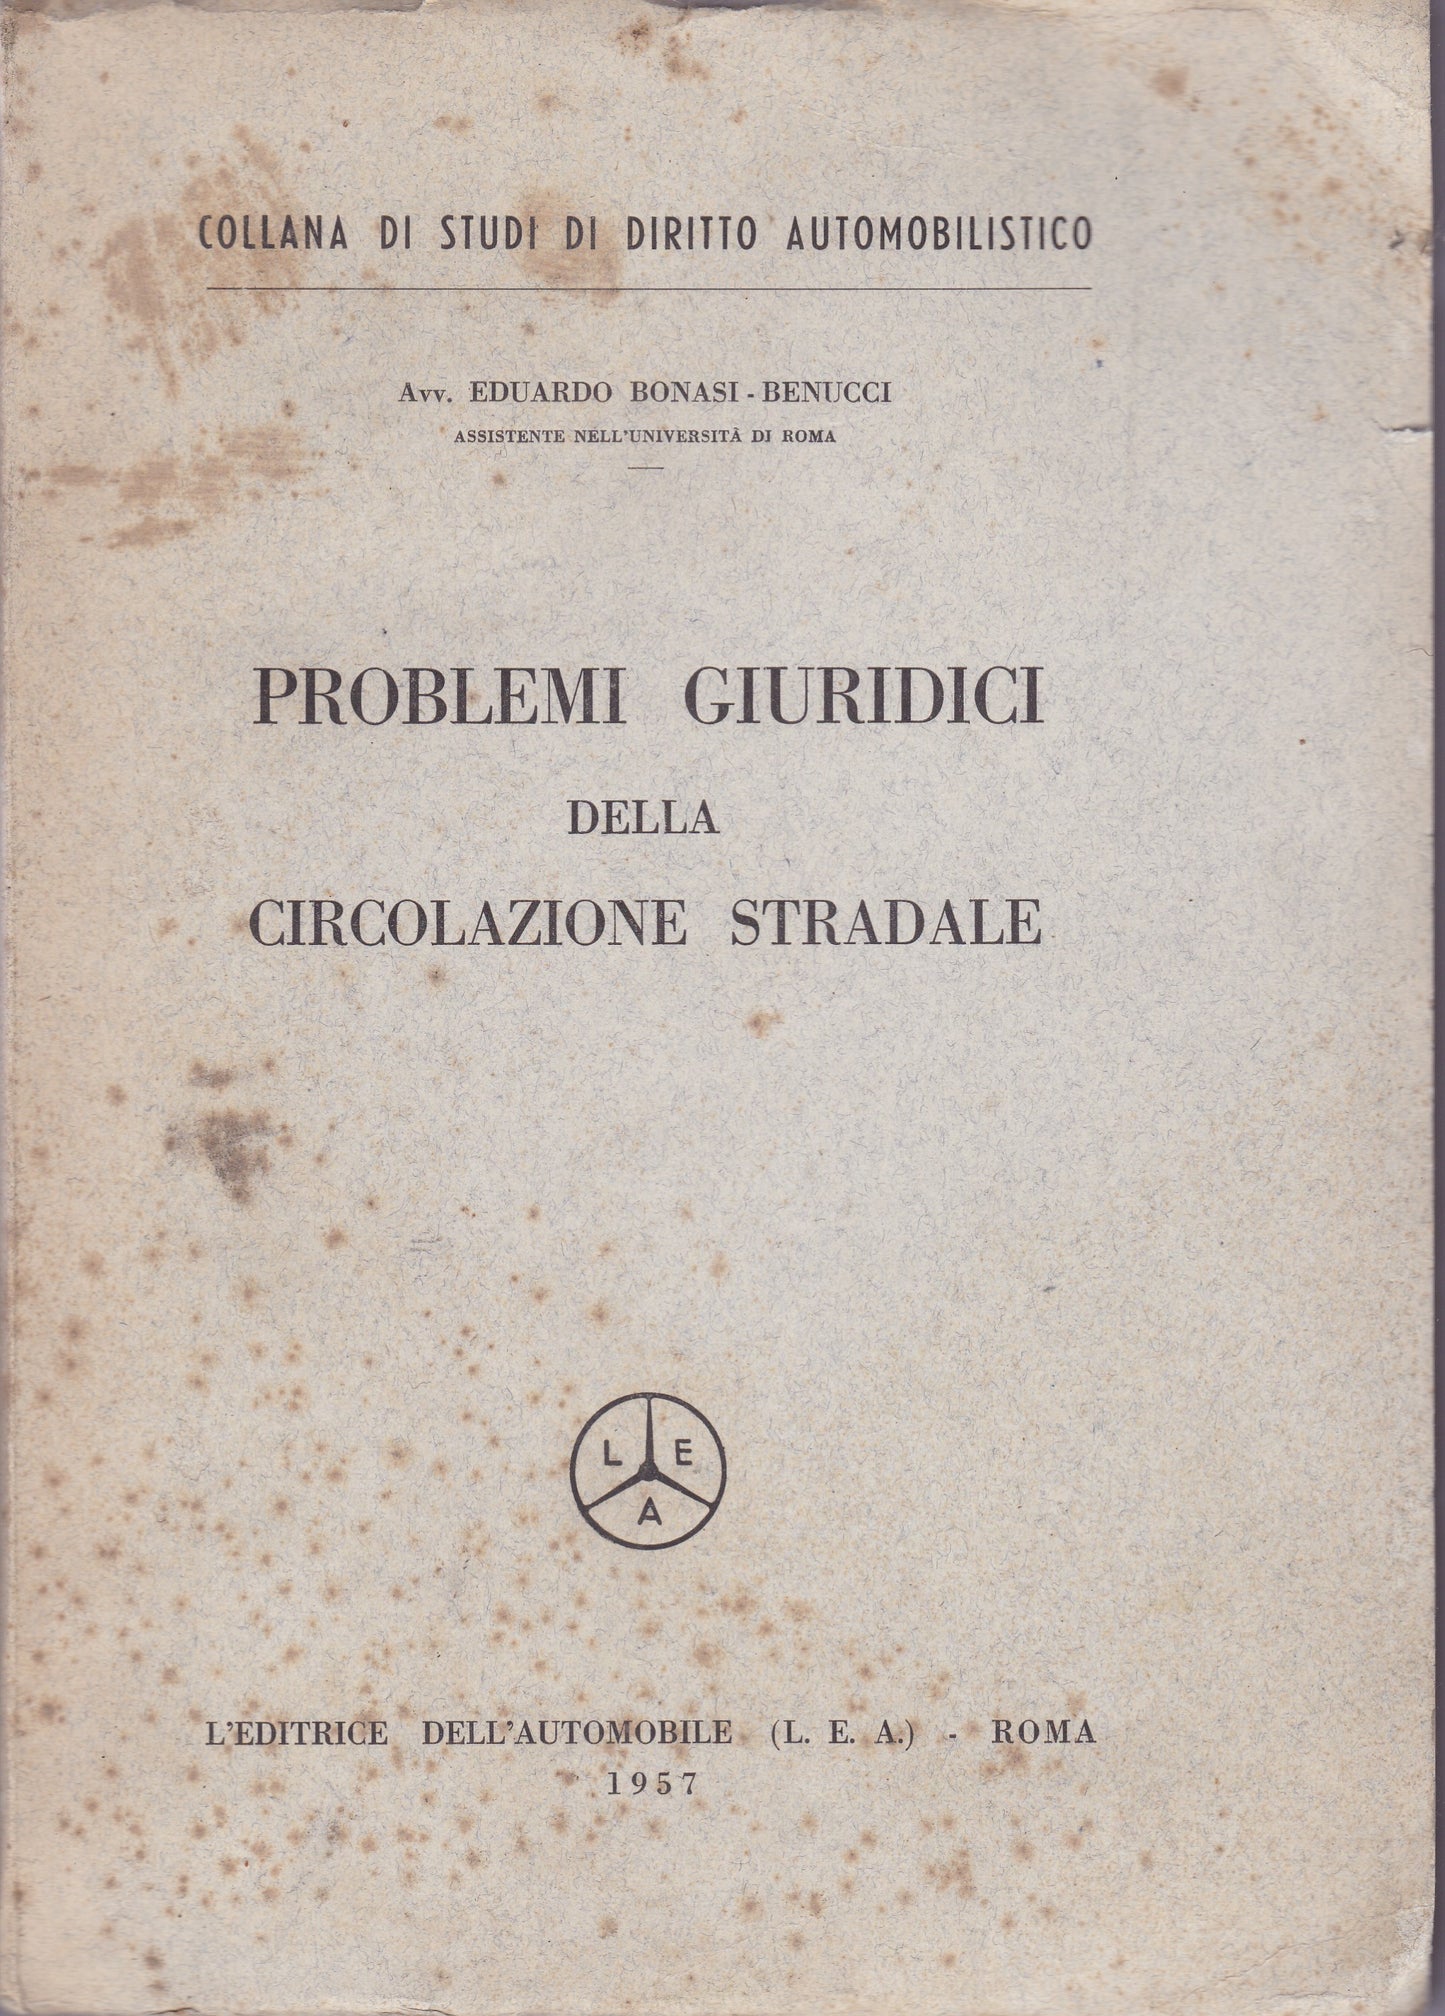 COLLANA DI STUDI DI DIRITTO AUTOMOBILISTICO
Avv. EDUARDO BONASI - BENUCCI
ASSISTENTE NELL'UNIVERSITÀ DI ROMA
PROBLEMI GIURIDICI
DELLA
CIRCOLAZIONE STRADALE
L E
A
L'EDITRICE DELL'AUTOMOBILE (L. E. A.) - ROMA
1957